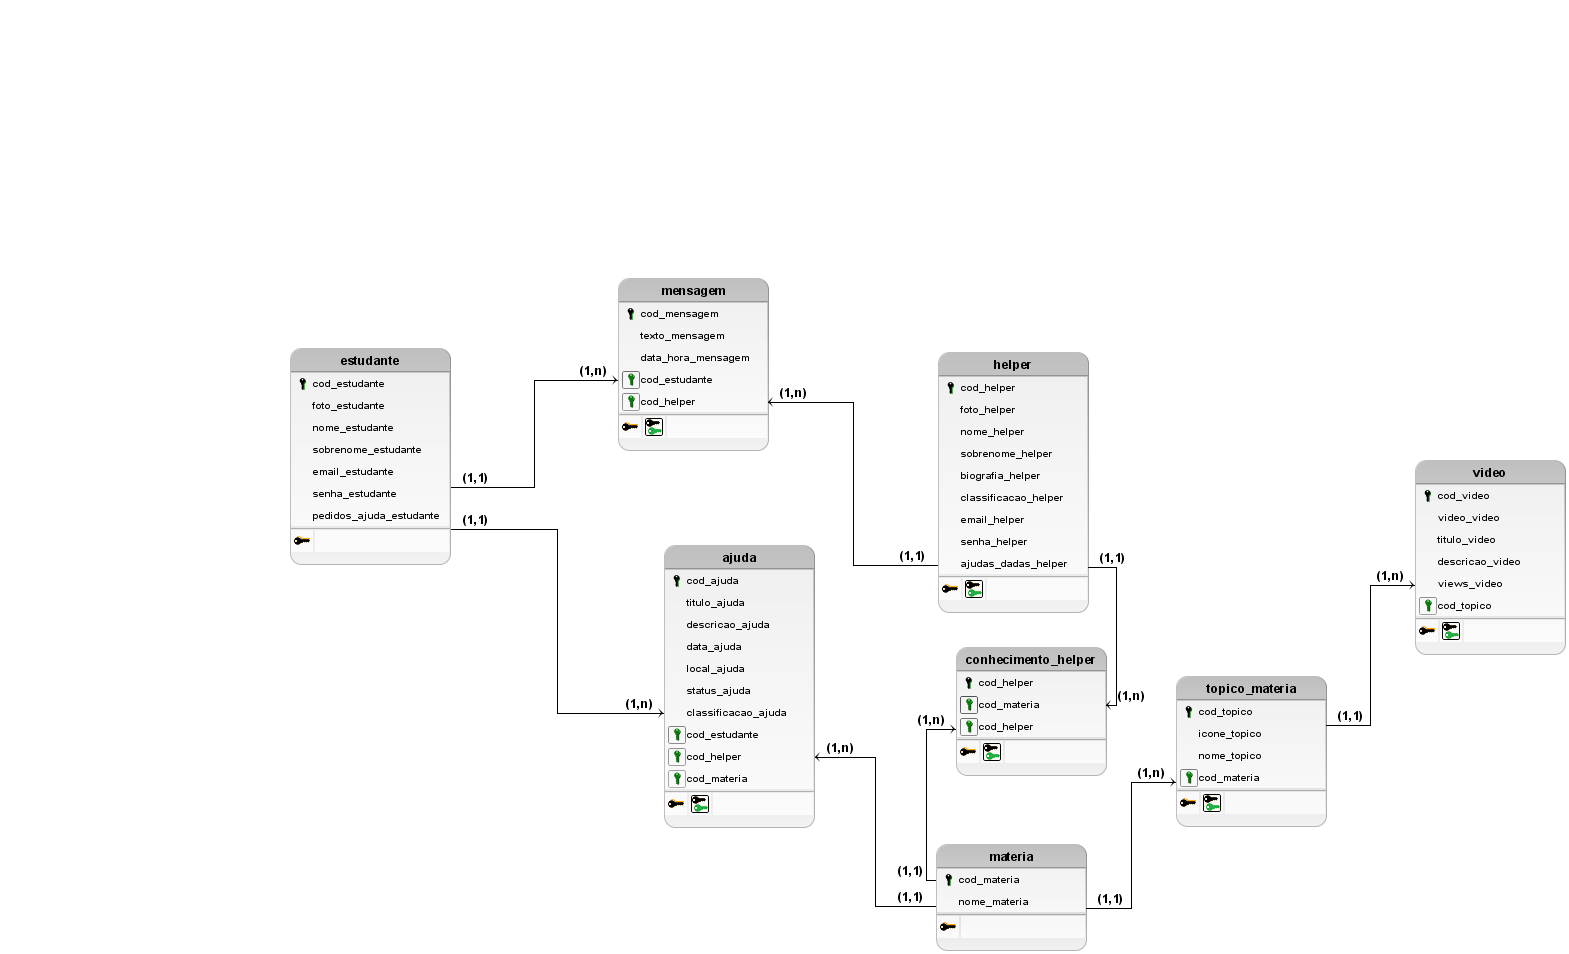 mensagem
cod_mensagem
texto_mensagem
data_hora_mensagem
cod_estudante
cod_helper
estudante
cod_estudante
foto_estudante
nome_estudante
sobrenome_estudante
email_estudante
senha_estudante
pedidos_ajuda_estudante
(1,n)
(1,1)
(1,1)
(1,n)
(1,n)
(1,1)
helper
cod_helper
foto_helper
nome_helper
sobrenome_helper
biografia_helper
classificacao_helper
email_helper
senha_helper
ajudas_dadas_helper
(1,1)
(1,n)
ajuda
cod_ajuda
titulo_ajuda
descricao_ajuda
data_ajuda
local_ajuda
status_ajuda
classificacao_ajuda
cod_estudante
cod_helper
cod_materia
(1,n)
(1,1)
conhecimento_helper
cod_helper
cod_materia
cod_helper
(1,n)
(1,1)
materia
cod_materia
nome_materia
(1,1)
(1,n)
topico_materia
cod_topico
icone_topico
nome_topico
cod_materia
(1,1)
(1,n)
video
cod_video
video_video
titulo_video
descricao_video
views_video
cod_topico